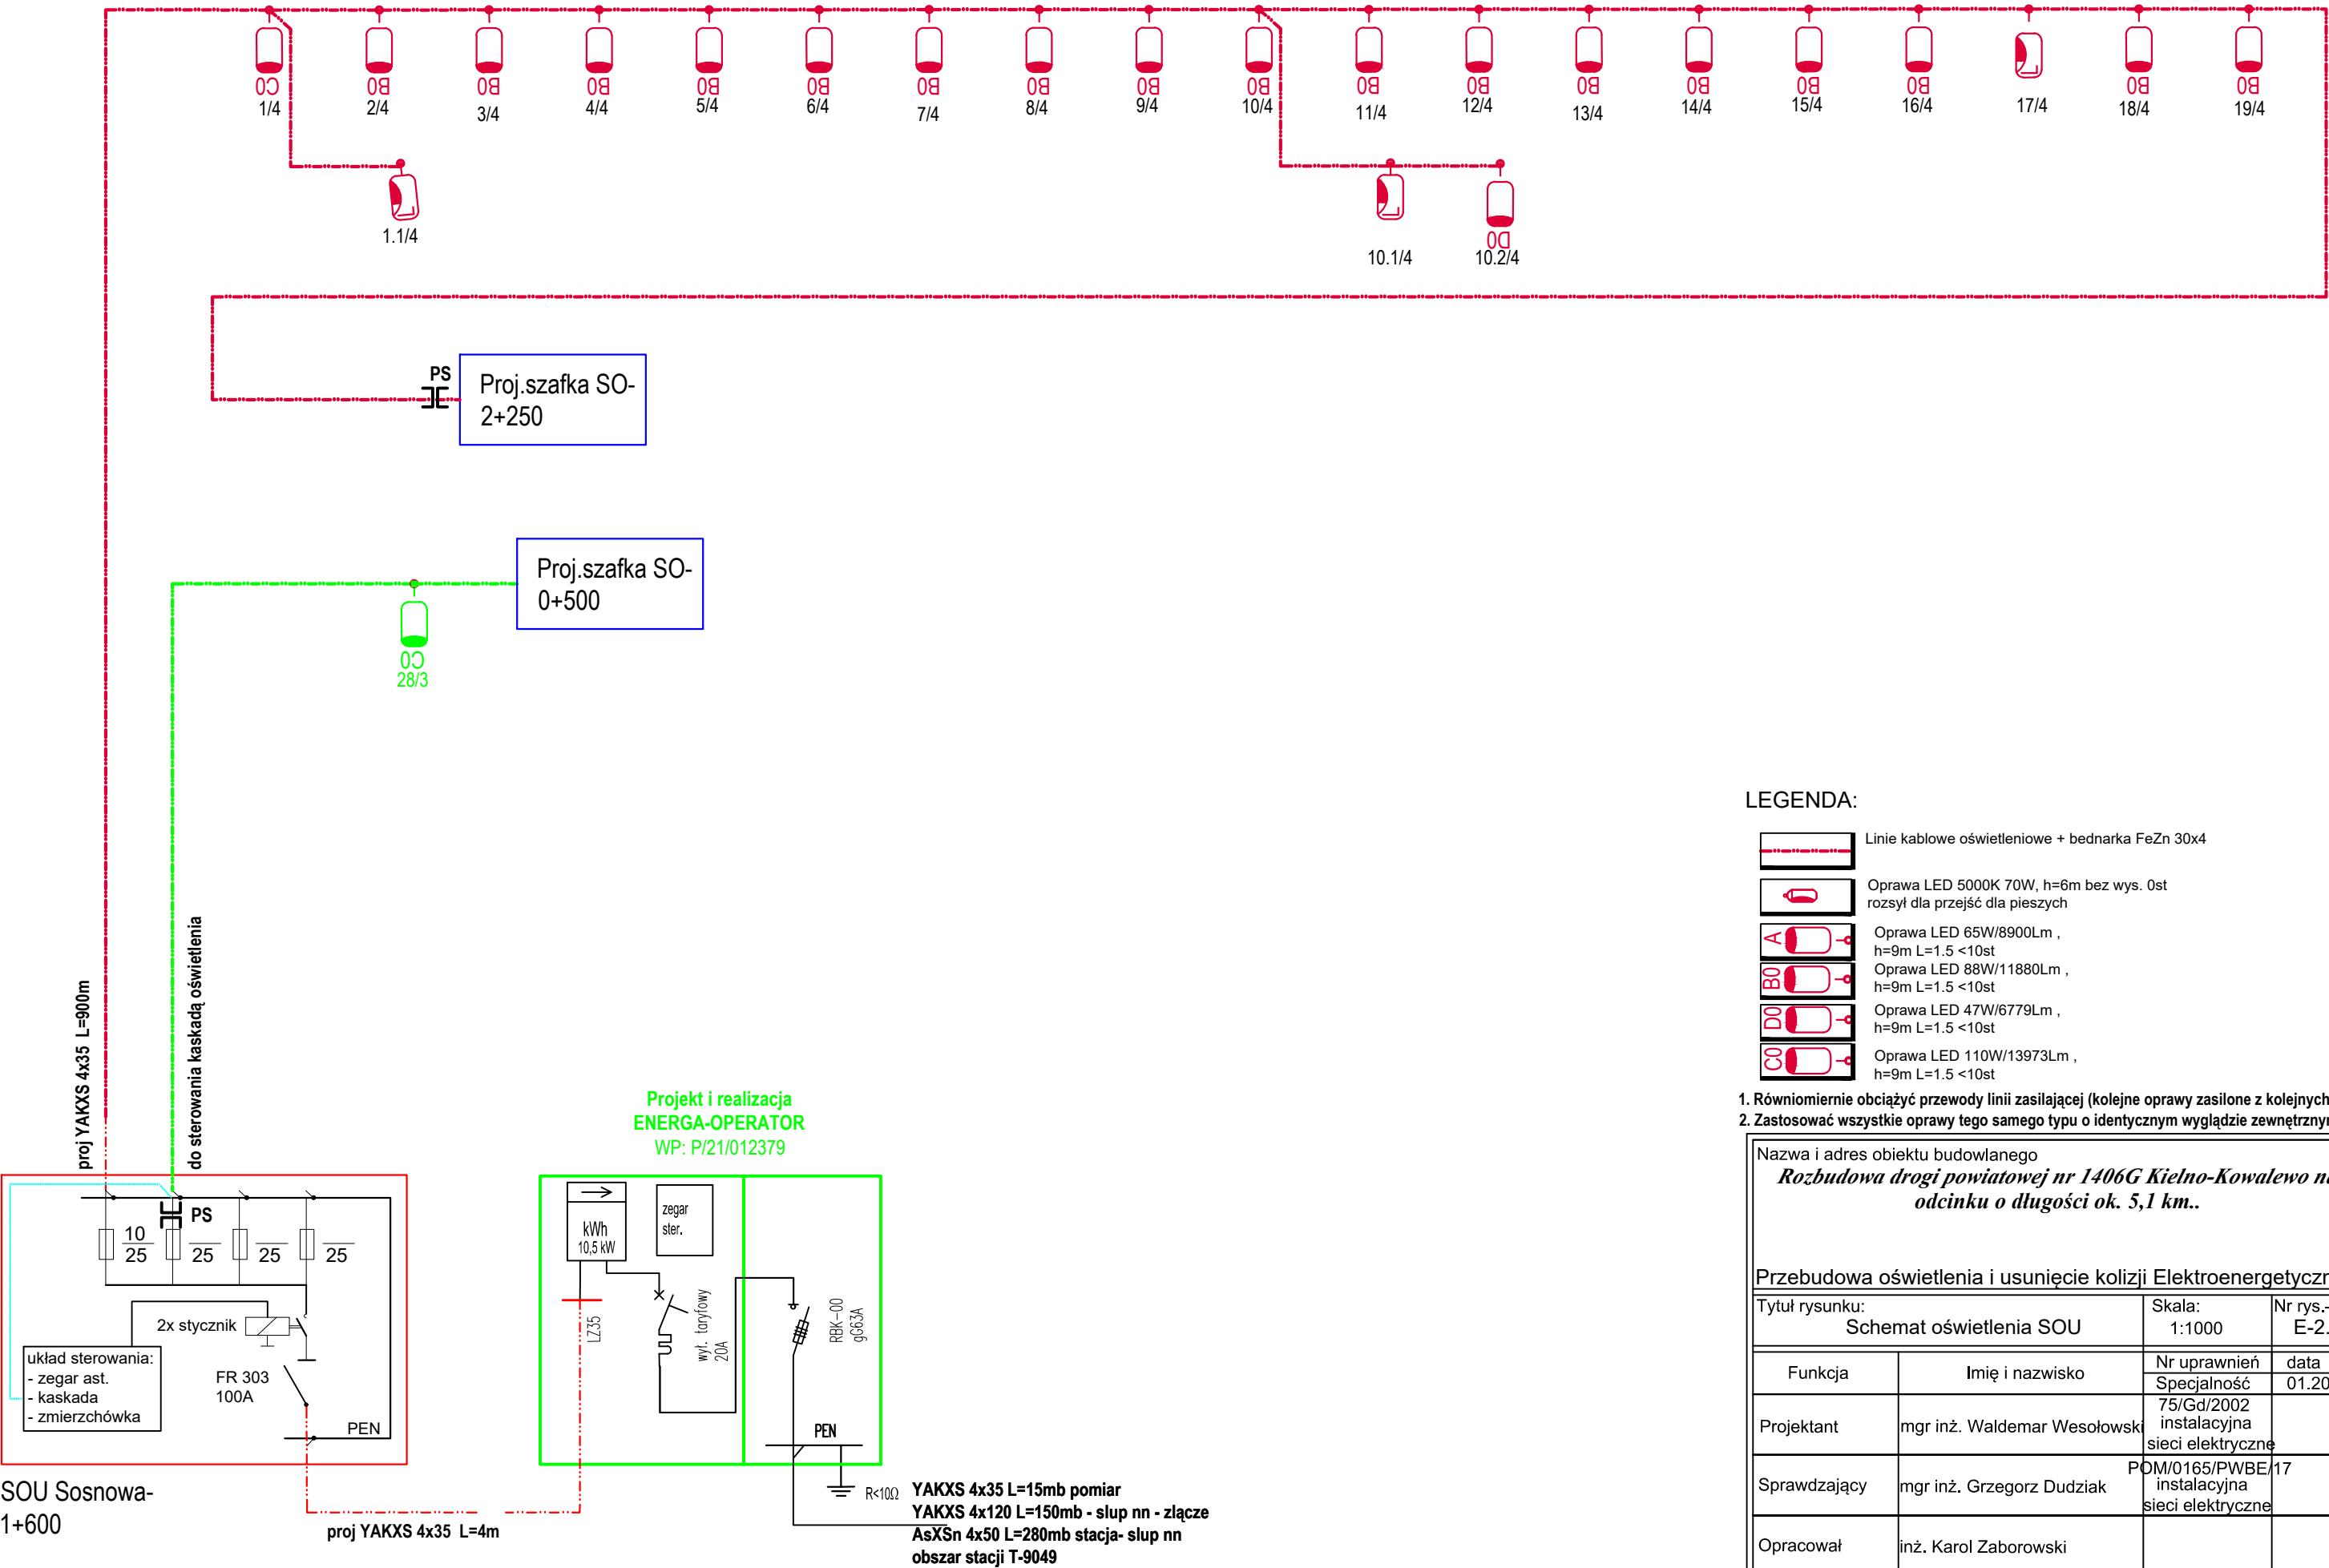 C0 B0 B0 B0 B0 B0 B0 B0 B0 B0 B0 B0 B0 B0 B0 B0 B0 B0
1/4 2/4 3/4 4/4 5/4 6/4 7/4 8/4 9/4 10/4 11/4 12/4 13/4 14/4 15/4 16/4 17/4 18/4 19/4
1.1/4
10.1/4
D0
10.2/4
PS
Proj.szafka SO-
2+250
Proj.szafka SO-
0+500
C0
28/3
proj YAKXS 4x35 L=900m
do sterowania kaskadą oświetlenia
PS
10
25
25
25
25
2x stycznik
układ sterowania:
- zegar ast.
- kaskada
- zmierzchówka
FR 303
100A
PEN
SOU Sosnowa-
1+600
proj YAKXS 4x35 L=4m
Projekt i realizacja
ENERGA-OPERATOR
WP: P/21/012379
kWh
10,5 kW
zegar
ster.
LZ35
wył. taryfowy
20A
RBK-00
gG63A
PEN
R<10Ω
YAKXS 4x35 L=15mb pomiar
YAKXS 4x120 L=150mb - slup nn - zlącze
AsXSn 4x50 L=280mb stacja- slup nn
obszar stacji T-9049
LEGENDA:
Linie kablowe oświetleniowe + bednarka FeZn 30x4
Oprawa LED 5000K 70W, h=6m bez wys. 0st
rozsył dla przejść dla pieszych
A
Oprawa LED 65W/8900Lm ,
h=9m L=1.5 <10st
B0
Oprawa LED 88W/11880Lm ,
h=9m L=1.5 <10st
D0
Oprawa LED 47W/6779Lm ,
h=9m L=1.5 <10st
C0
Oprawa LED 110W/13973Lm ,
h=9m L=1.5 <10st
1. Równiomiernie obciążyć przewody linii zasilającej (kolejne oprawy zasilone z kolejnych
2. Zastosować wszystkie oprawy tego samego typu o identycznym wyglądzie
Nazwa i adres obiektu budowlanego
Rozbudowa drogi powiatowej nr 1406G Kielno-Kowalewo na
odcinku o długości ok. 5,1 km..
Przebudowa oświetlenia i usunięcie kolizji
Tytuł rysunku:
Schemat oświetlenia SOU
Skala:
1:1000
Nr rys.
E-2.
Funkcja
Imię i nazwisko
Nr uprawnień
data
Specjalność
01.20
Projektant
mgr inż. Waldemar Wesołowski
75/Gd/2002
instalacyjna
sieci elektryczne
Sprawdzający
mgr inż. Grzegorz Dudziak
POM/0165/PWBE/17
instalacyjna
sieci elektryczne
Opracował
inż. Karol Zaborowski